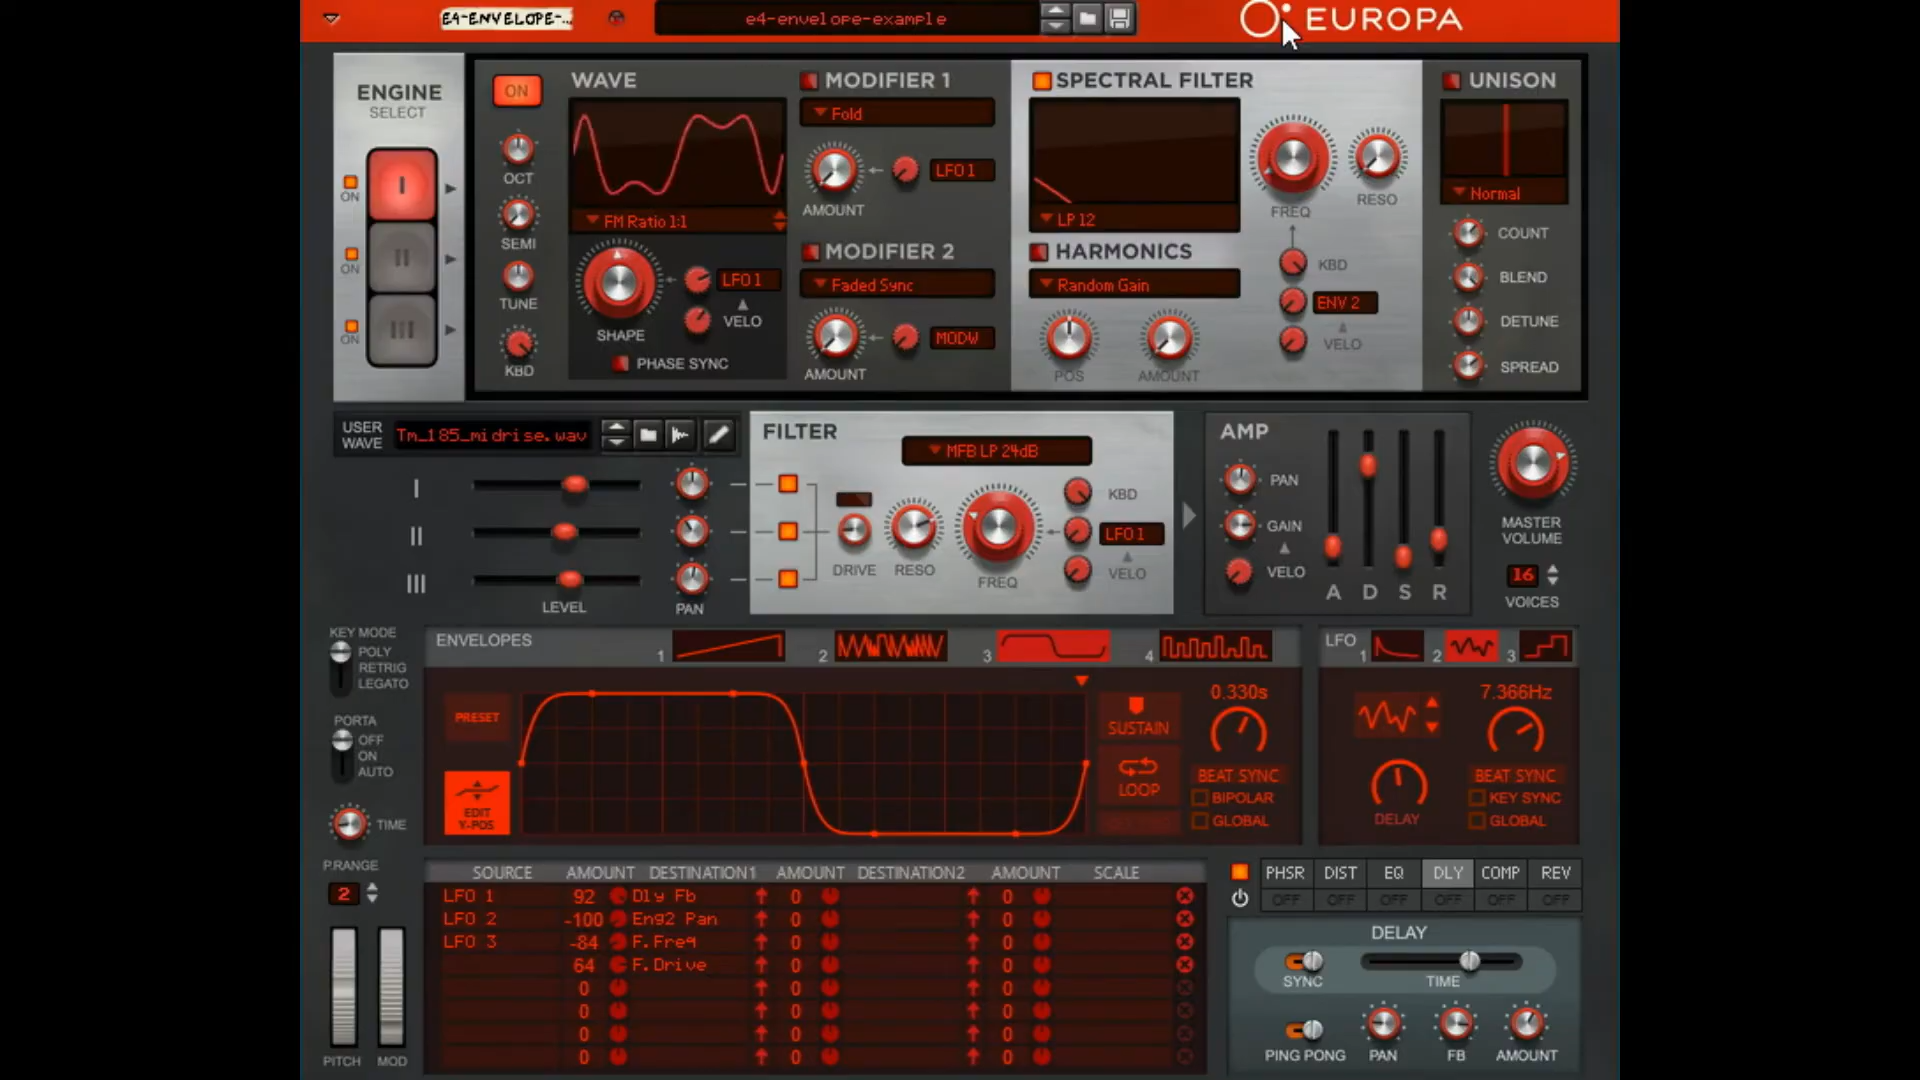 E4-ENVELOPE-...
e4-envelope-example
EUROPA
ENGINE
SELECT
ON
I
ON
II
ON
III
ON
OCT
SEMI
TUNE
KBD
WAVE
FM Ratio 1:1
SHAPE
LFO 1
VELO
PHASE SYNC
MODIFIER 1
Fold
AMOUNT
LFO 1
MODIFIER 2
Faded Sync
AMOUNT
MODW
SPECTRAL FILTER
LP 12
FREQ
RESO
HARMONICS
Random Gain
POS
AMOUNT
KBD
ENV 2
VELO
UNISON
Normal
COUNT
BLEND
DETUNE
SPREAD
USER
WAVE
Tm_185_midrise.wav
I
II
III
LEVEL
PAN
FILTER
MFB LP 24dB
DRIVE
RESO
FREQ
KBD
LFO 1
VELO
AMP
PAN
GAIN
VELO
A D S R
MASTER
VOLUME
16
VOICES
KEY MODE
POLY
RETRIG
LEGATO
PORTA
OFF
ON
AUTO
TIME
P.RANGE
2
PITCH MOD
ENVELOPES
1 2 3 4
PRESET
EDIT
Y-POS
SUSTAIN
LOOP
0.330s
BEAT SYNC
BIPOLAR
GLOBAL
LFO 1 2 3
7.366Hz
DELAY
BEAT SYNC
KEY SYNC
GLOBAL
SOURCE AMOUNT DESTINATION1 AMOUNT DESTINATION2 AMOUNT SCALE
LFO 1 92 Dly Fb 0 0
LFO 2 -100 Eng2 Pan 0 0
LFO 3 -84 F.Freq 0 0
64 F.Drive 0 0
0 0 0
0 0 0
0 0 0
0 0 0
PHSR DIST EQ DLY COMP REV
OFF OFF OFF OFF OFF OFF
DELAY
SYNC
TIME
PING PONG PAN FB AMOUNT